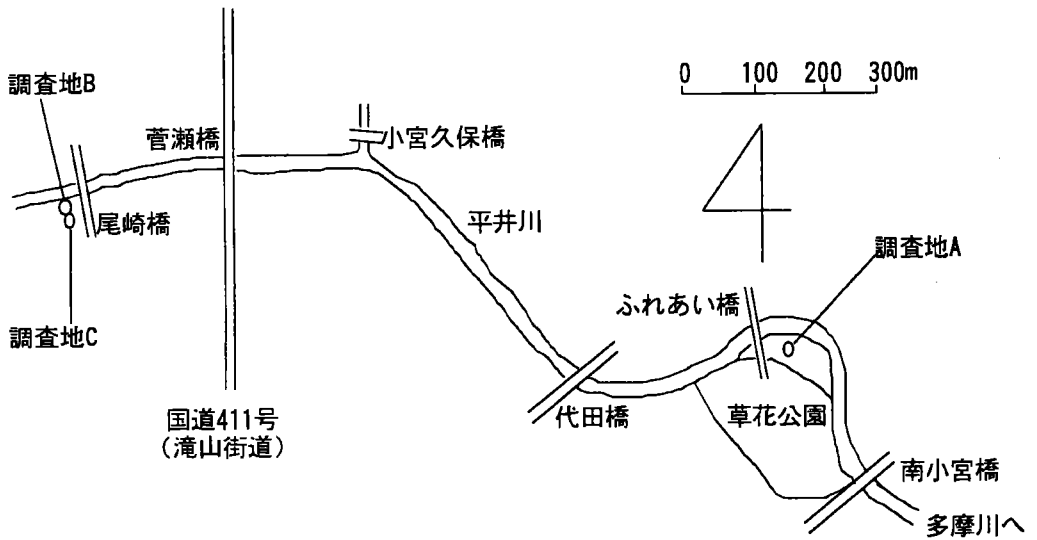 調査地B
菅瀬橋
小宮久保橋
0 100 200 300m
尾崎橋
平井川
調査地A
調査地C
ふれあい橋
国道411号
（滝山街道）
代田橋
草花公園
南小宮橋
多摩川へ